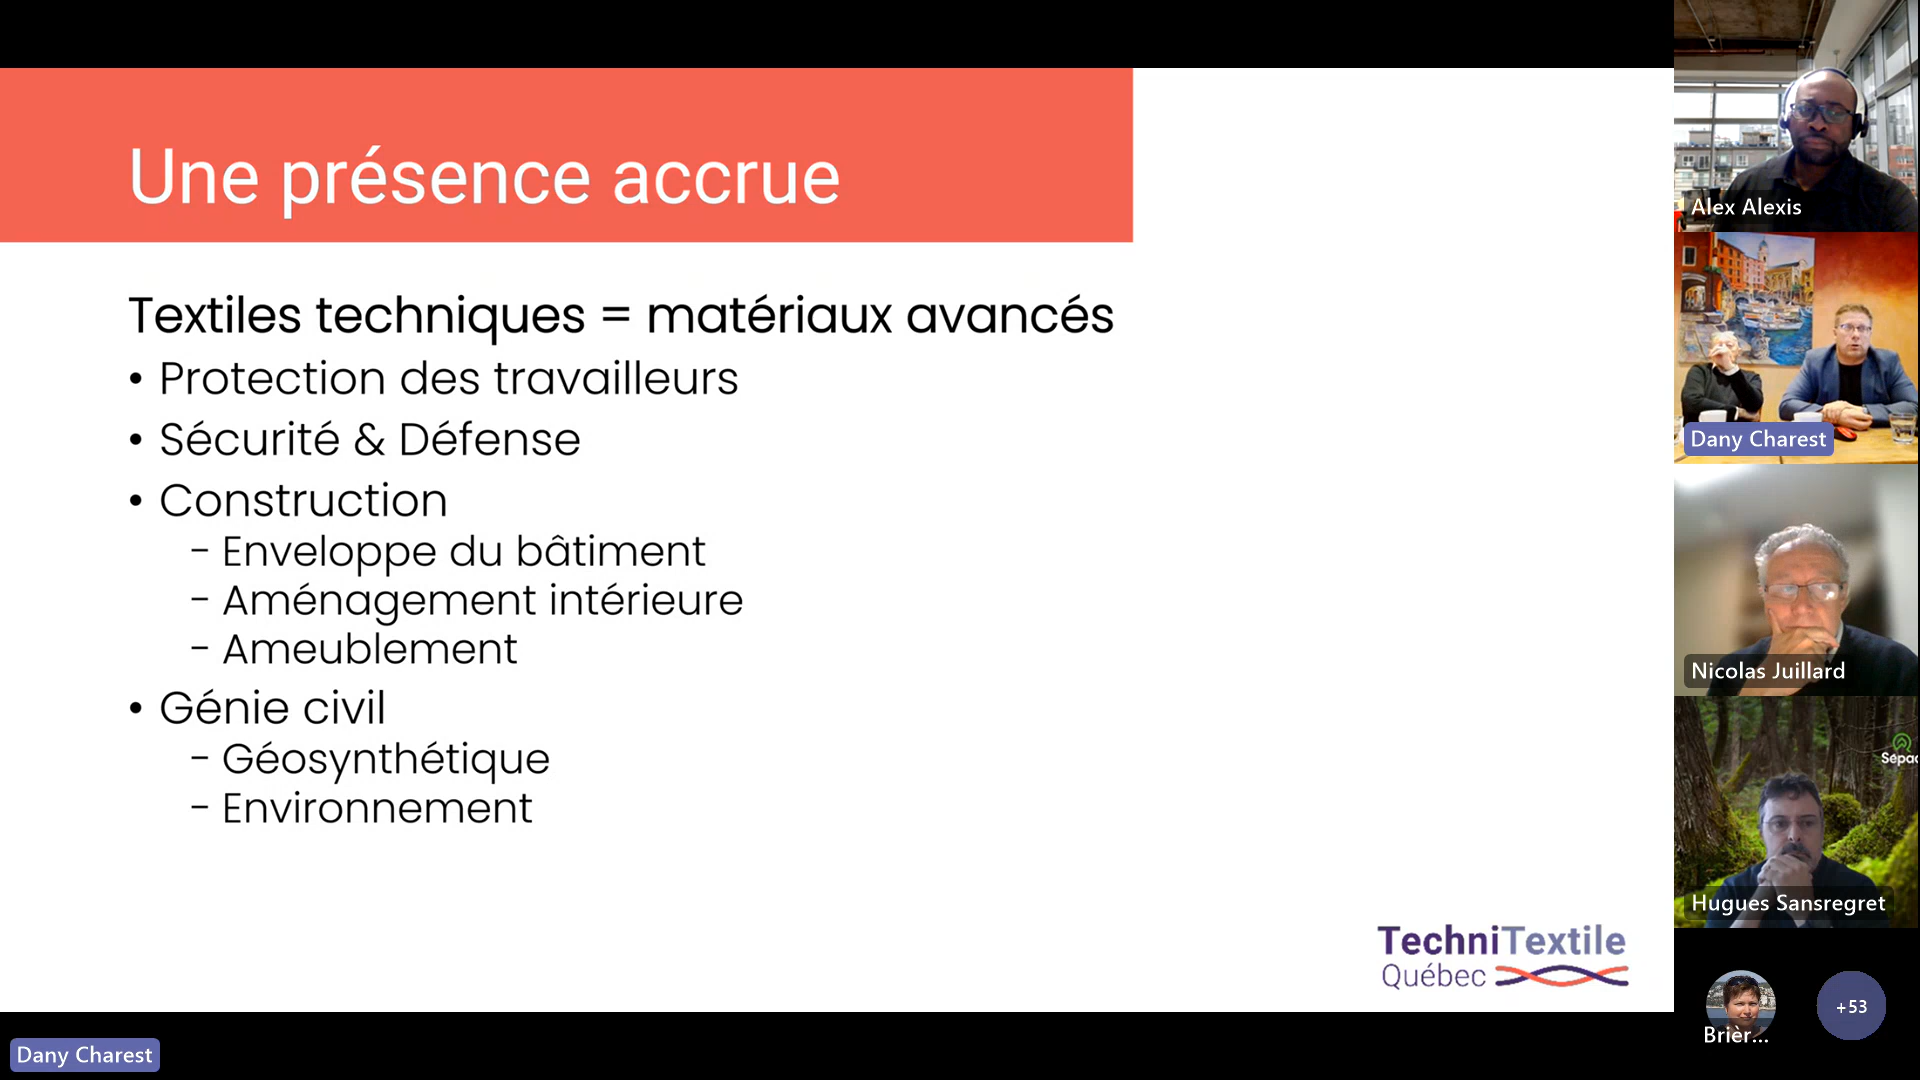 Une présence accrue
Textiles techniques = matériaux avancés
• Protection des travailleurs
• Sécurité & Défense
• Construction
- Enveloppe du bâtiment
- Aménagement intérieure
- Ameublement
• Génie civil
- Géosynthétique
- Environnement
TechniTextile
Québec
Dany Charest
Alex Alexis
Dany Charest
Nicolas Juillard
Sépaq
Hugues Sansregret
Brièr...
+53